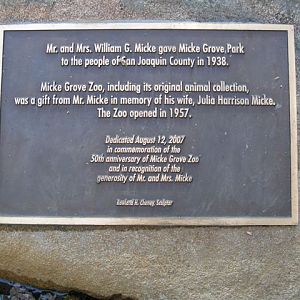 Mr. and Mrs. William G. Micke gave Micke Grove Park
to the people of San Joaquin County in 1938.
Micke Grove Zoo, including its original animal collection,
was a gift from Mr. Micke in memory of his wife, Julia Harrison Micke.
The Zoo opened in 1957.
Dedicated August 12, 2007
in commemoration of the
50th anniversary of Micke Grove Zoo
and in recognition of the
generosity of Mr. and Mrs. Micke
H. Cheney, Sculptor